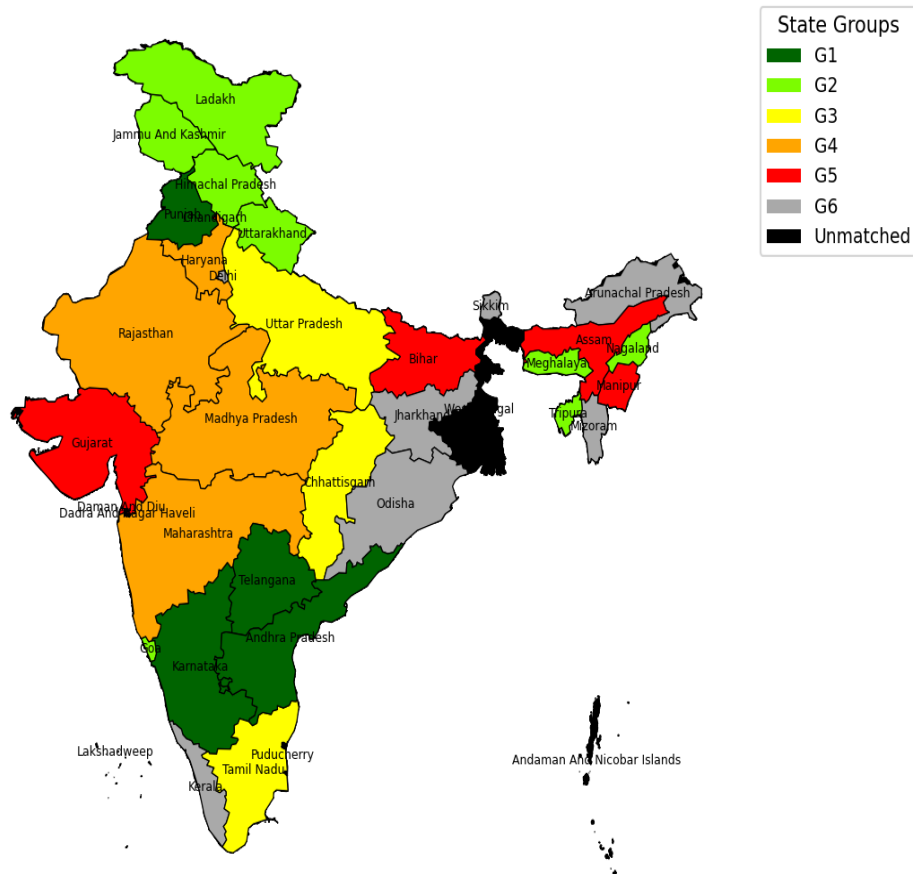 State Groups
G1
G2
G3
G4
G5
G6
Unmatched
Ladakh
Jammu And Kashmir
Himachal Pradesh
Punjab
Chandigarh
Uttarakhand
Haryana
Delhi
Rajasthan
Uttar Pradesh
Sikkim
Arunachal Pradesh
Assam
Nagaland
Bihar
Meghalaya
Manipur
Madhya Pradesh
Jharkhand
West Bengal
Tripura
Mizoram
Gujarat
Chhattisgarh
Odisha
Daman And Diu
Dadra And Nagar Haveli
Maharashtra
Telangana
Andhra Pradesh
Goa
Karnataka
Lakshadweep
Puducherry
Tamil Nadu
Kerala
Andaman And Nicobar Islands